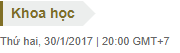 Khoa học
Thứ hai, 30/1/2017 | 20:00 GMT+7